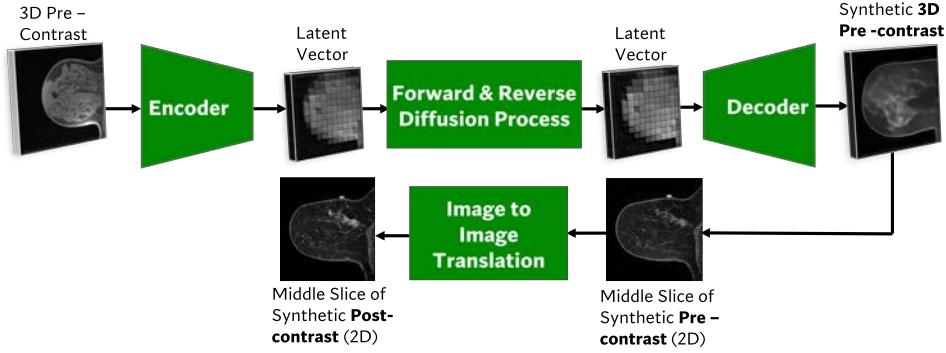 3D Pre –
Contrast
Encoder
Latent
Vector
Forward & Reverse
Diffusion Process
Latent
Vector
Decoder
Synthetic 3D
Pre -contrast
Image to
Image
Translation
Middle Slice of
Synthetic Post-
contrast (2D)
Middle Slice of
Synthetic Pre –
contrast (2D)